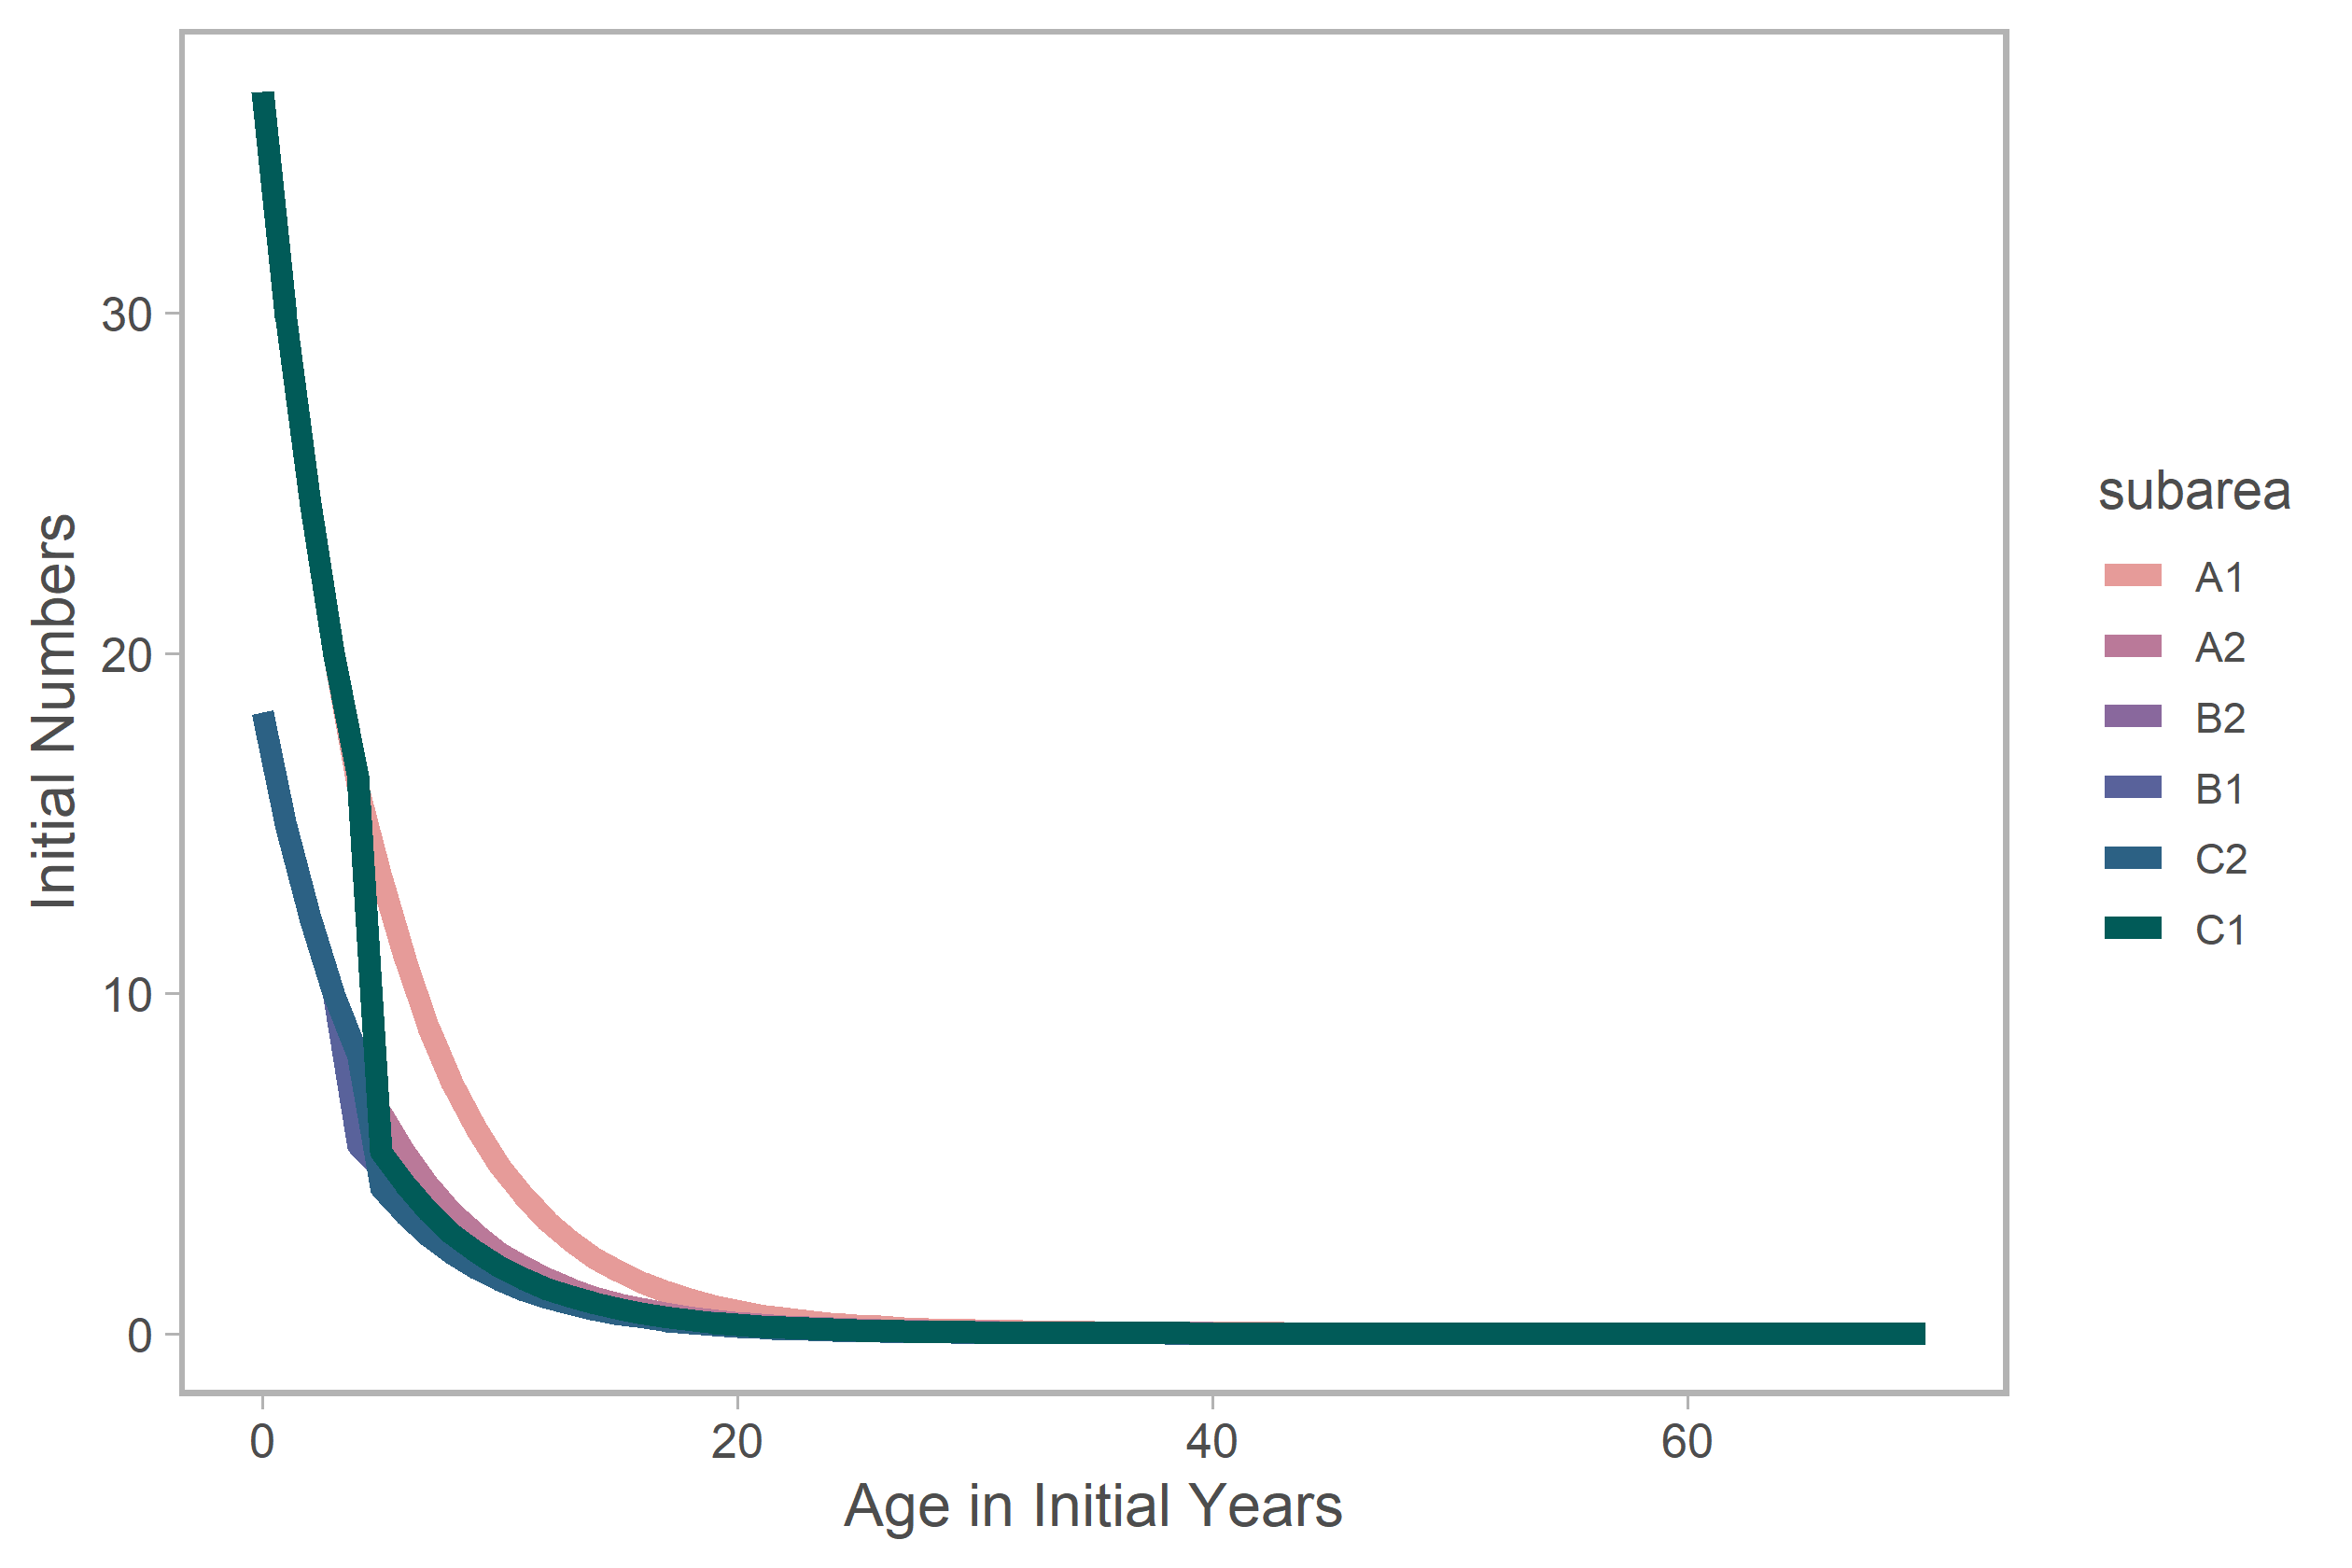 Initial Numbers
30
20
10
0
0 20 40 60
Age in Initial Years
subarea
A1
A2
B2
B1
C2
C1